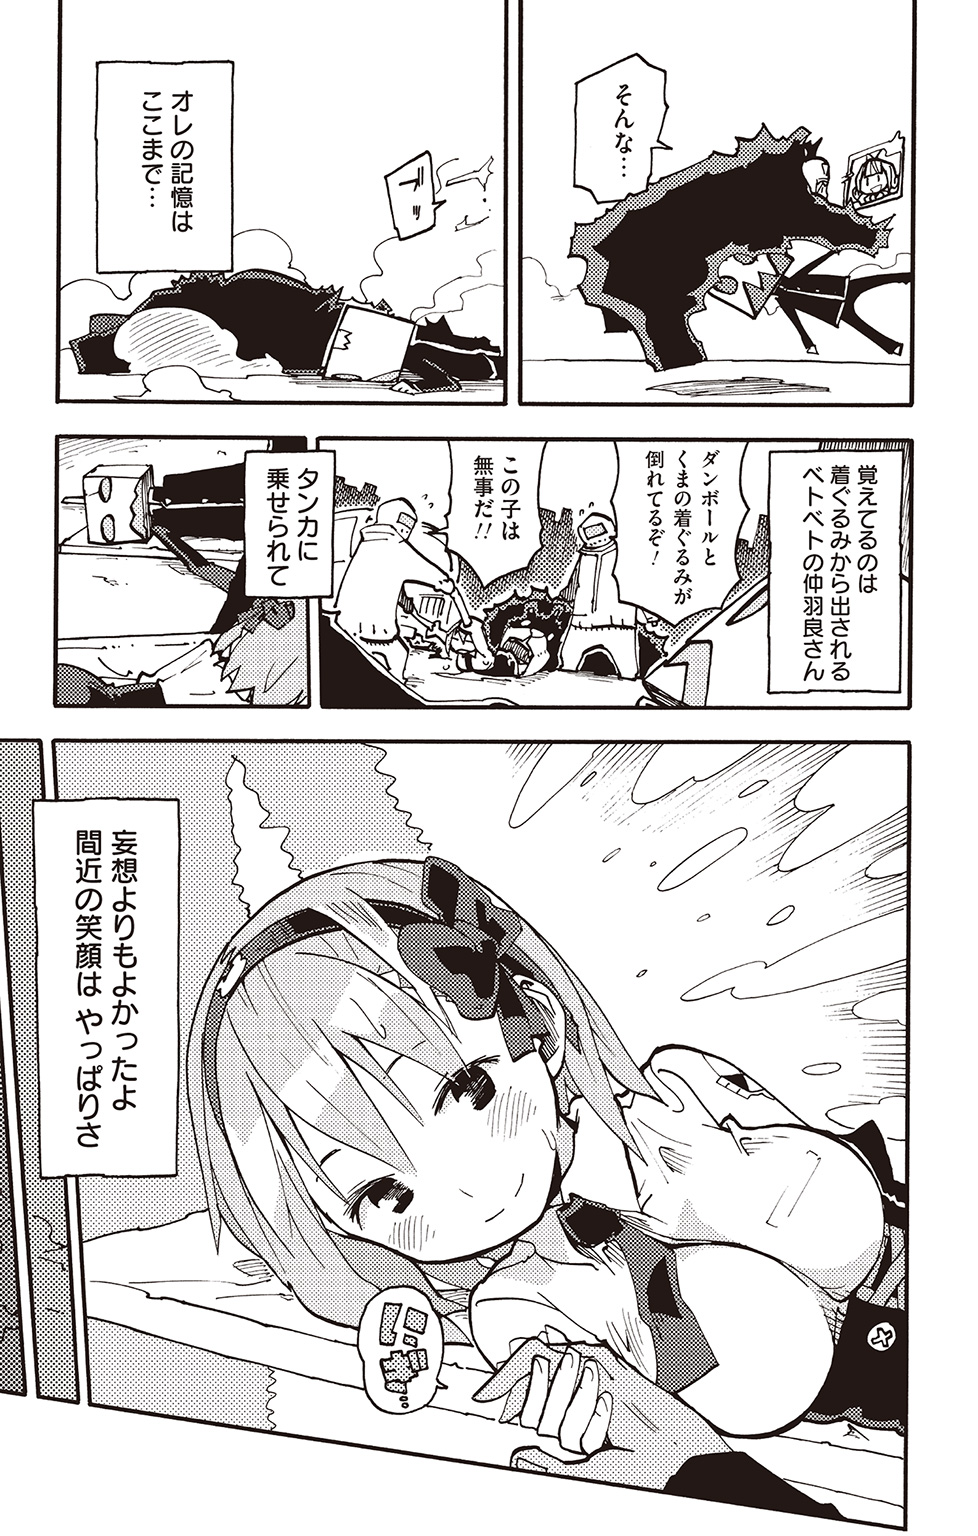 そんな…
ドッ
オレの記憶は
ここまで…
覚えてるのは
着ぐるみから出される
ベトベトの仲羽良さん
ダンボールと
くまの着ぐるみが
倒れてるぞ!
この子は
無事だ!!
タンカに
乗せられて
妄想よりもよかったよ
間近の笑顔は やっぱりさ